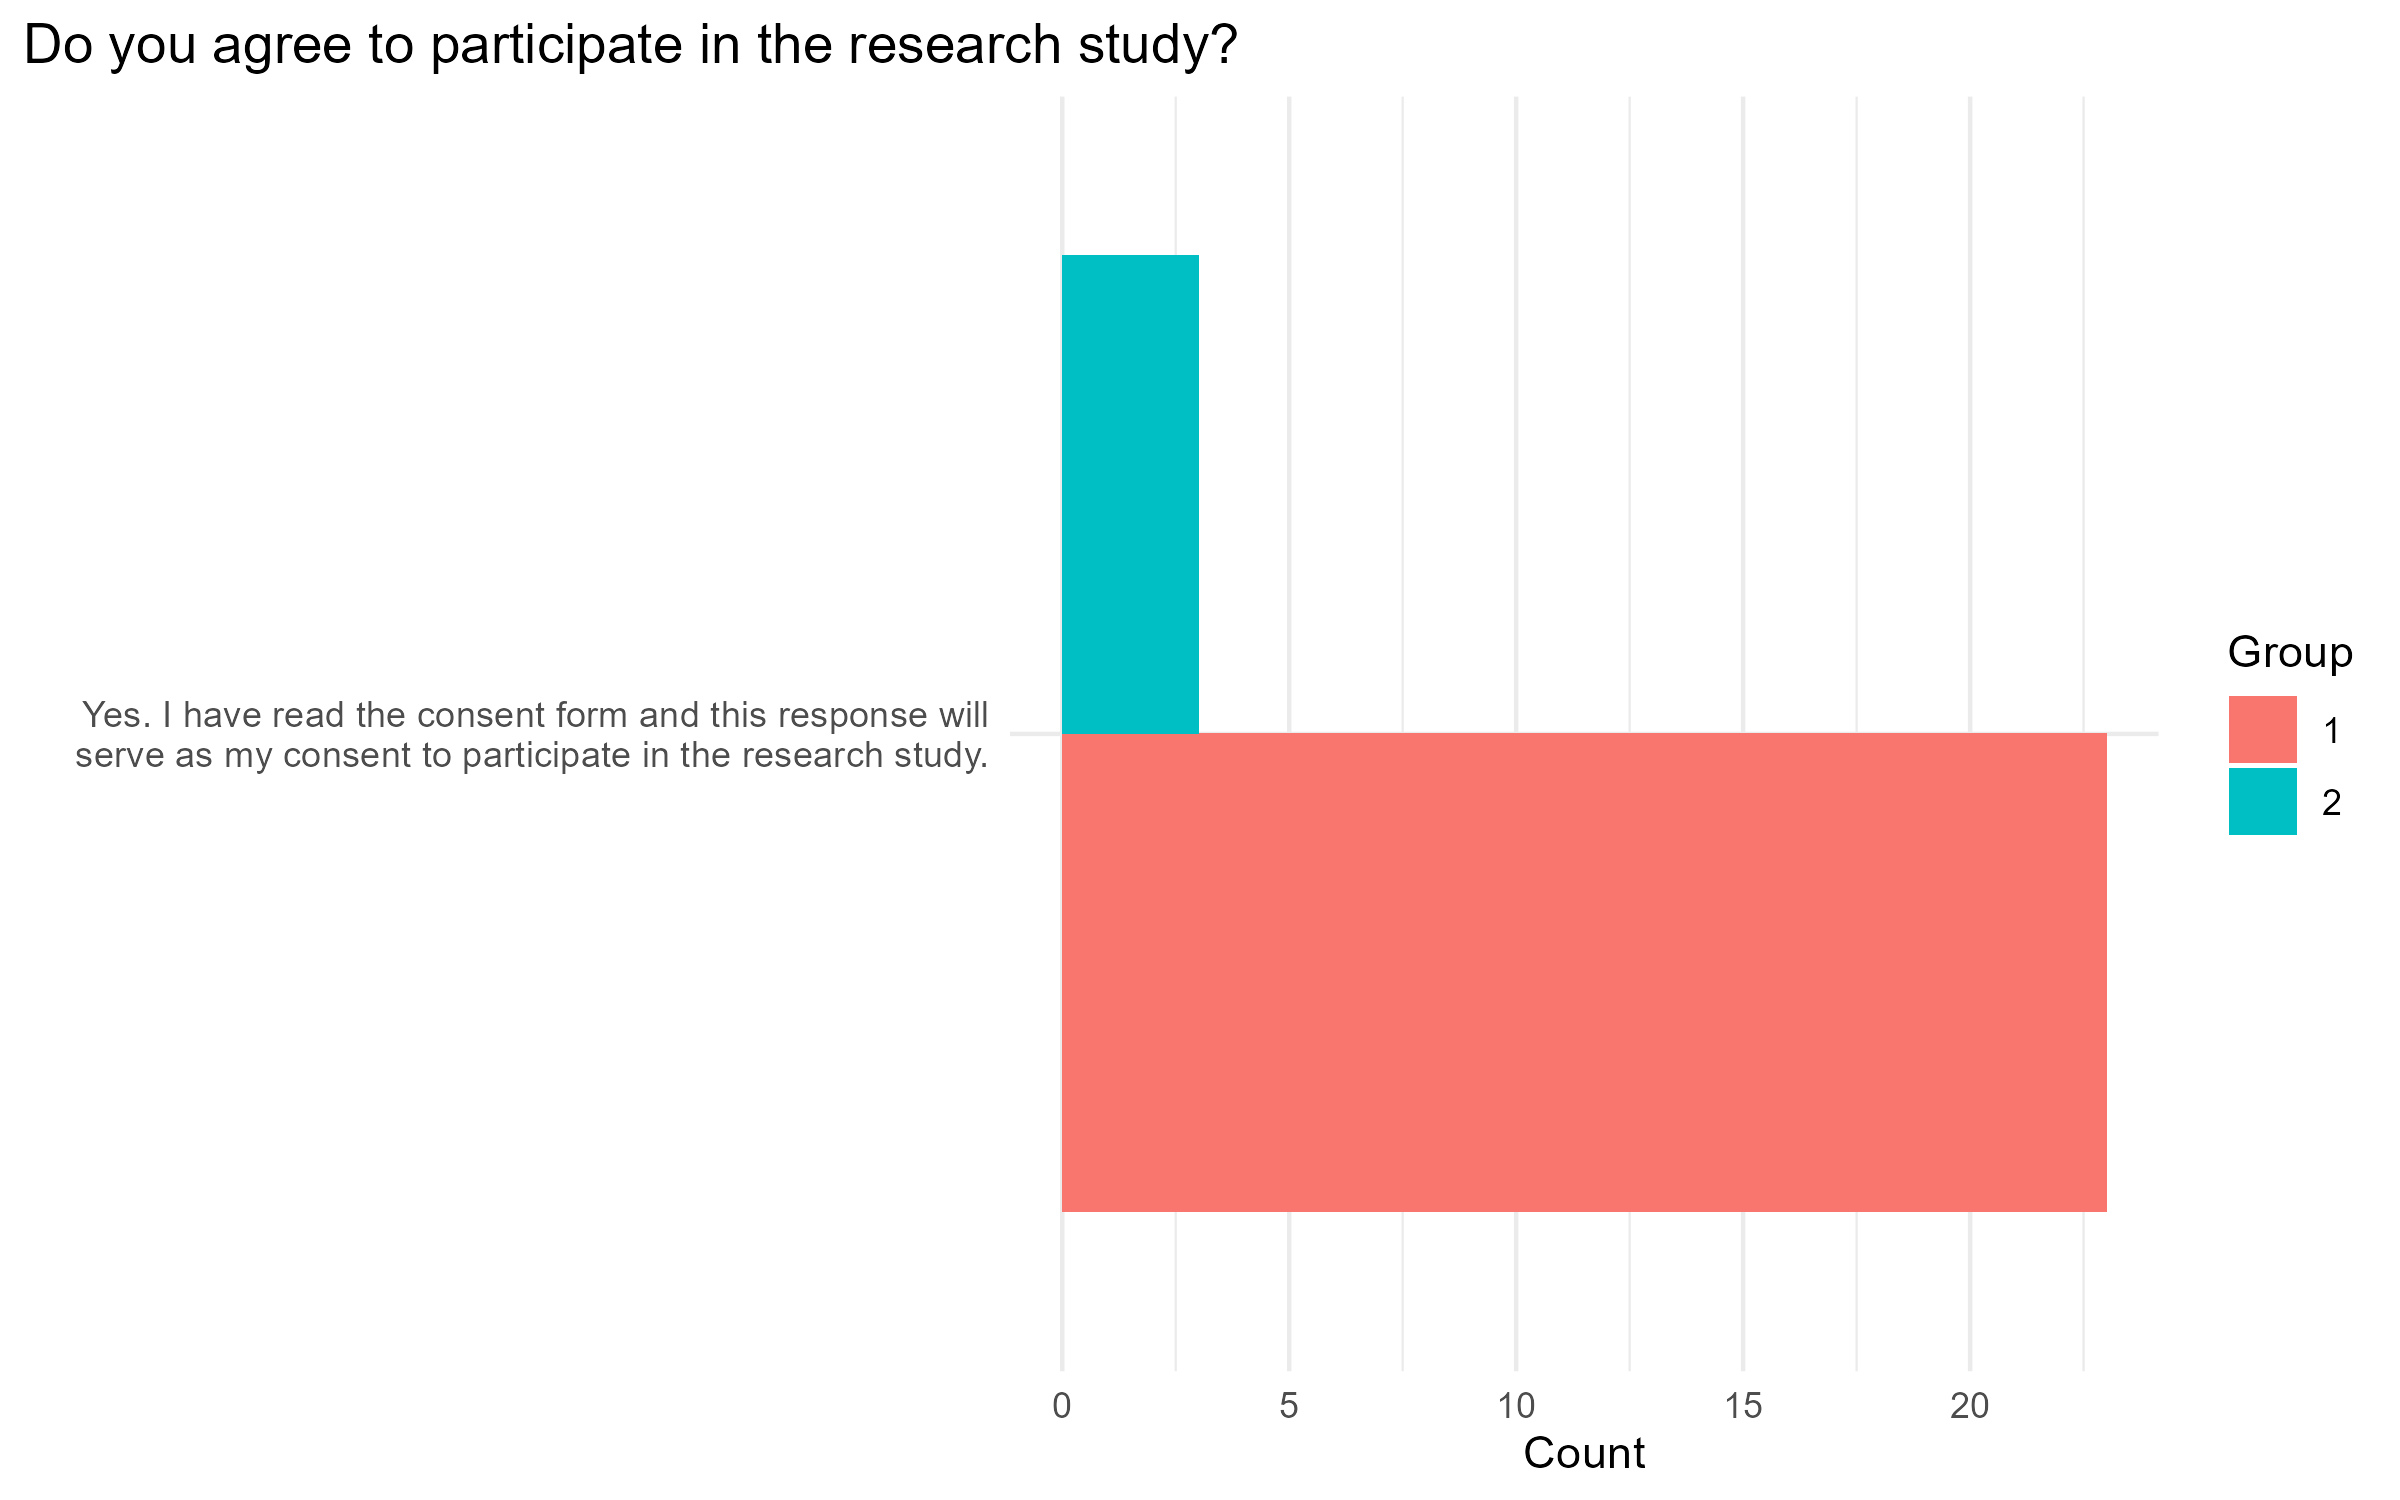 Do you agree to participate in the research study?
Yes. I have read the consent form and this response will
serve as my consent to participate in the research study.
Group
1
2
0 5 10 15 20
Count